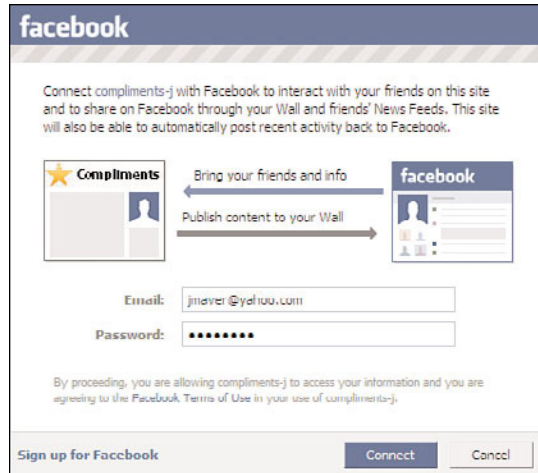 facebook
Connect compliments-j with Facebook to interact with your friends on this site
and to share on Facebook through your Wall and friends' News Feeds. This site
will also be able to automatically post recent activity back to Facebook.
Compliments
Bring your friends and info
facebook
Publish content to your Wall
Email: jmaver@yahoo.com
Password: ••••••••
By proceeding, you are allowing compliments-j to access your information and you are
agreeing to the Facebook Terms of Use in your use of compliments-j.
Sign up for Facebook Connect Cancel